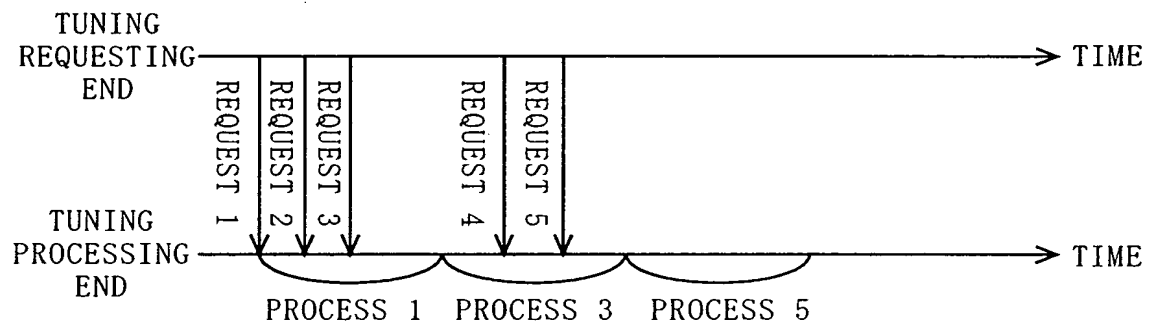 TUNING
REQUESTING
END
TIME
REQUEST 1
REQUEST 2
REQUEST 3
REQUEST 4
REQUEST 5
TUNING
PROCESSING
END
TIME
PROCESS 1
PROCESS 3
PROCESS 5